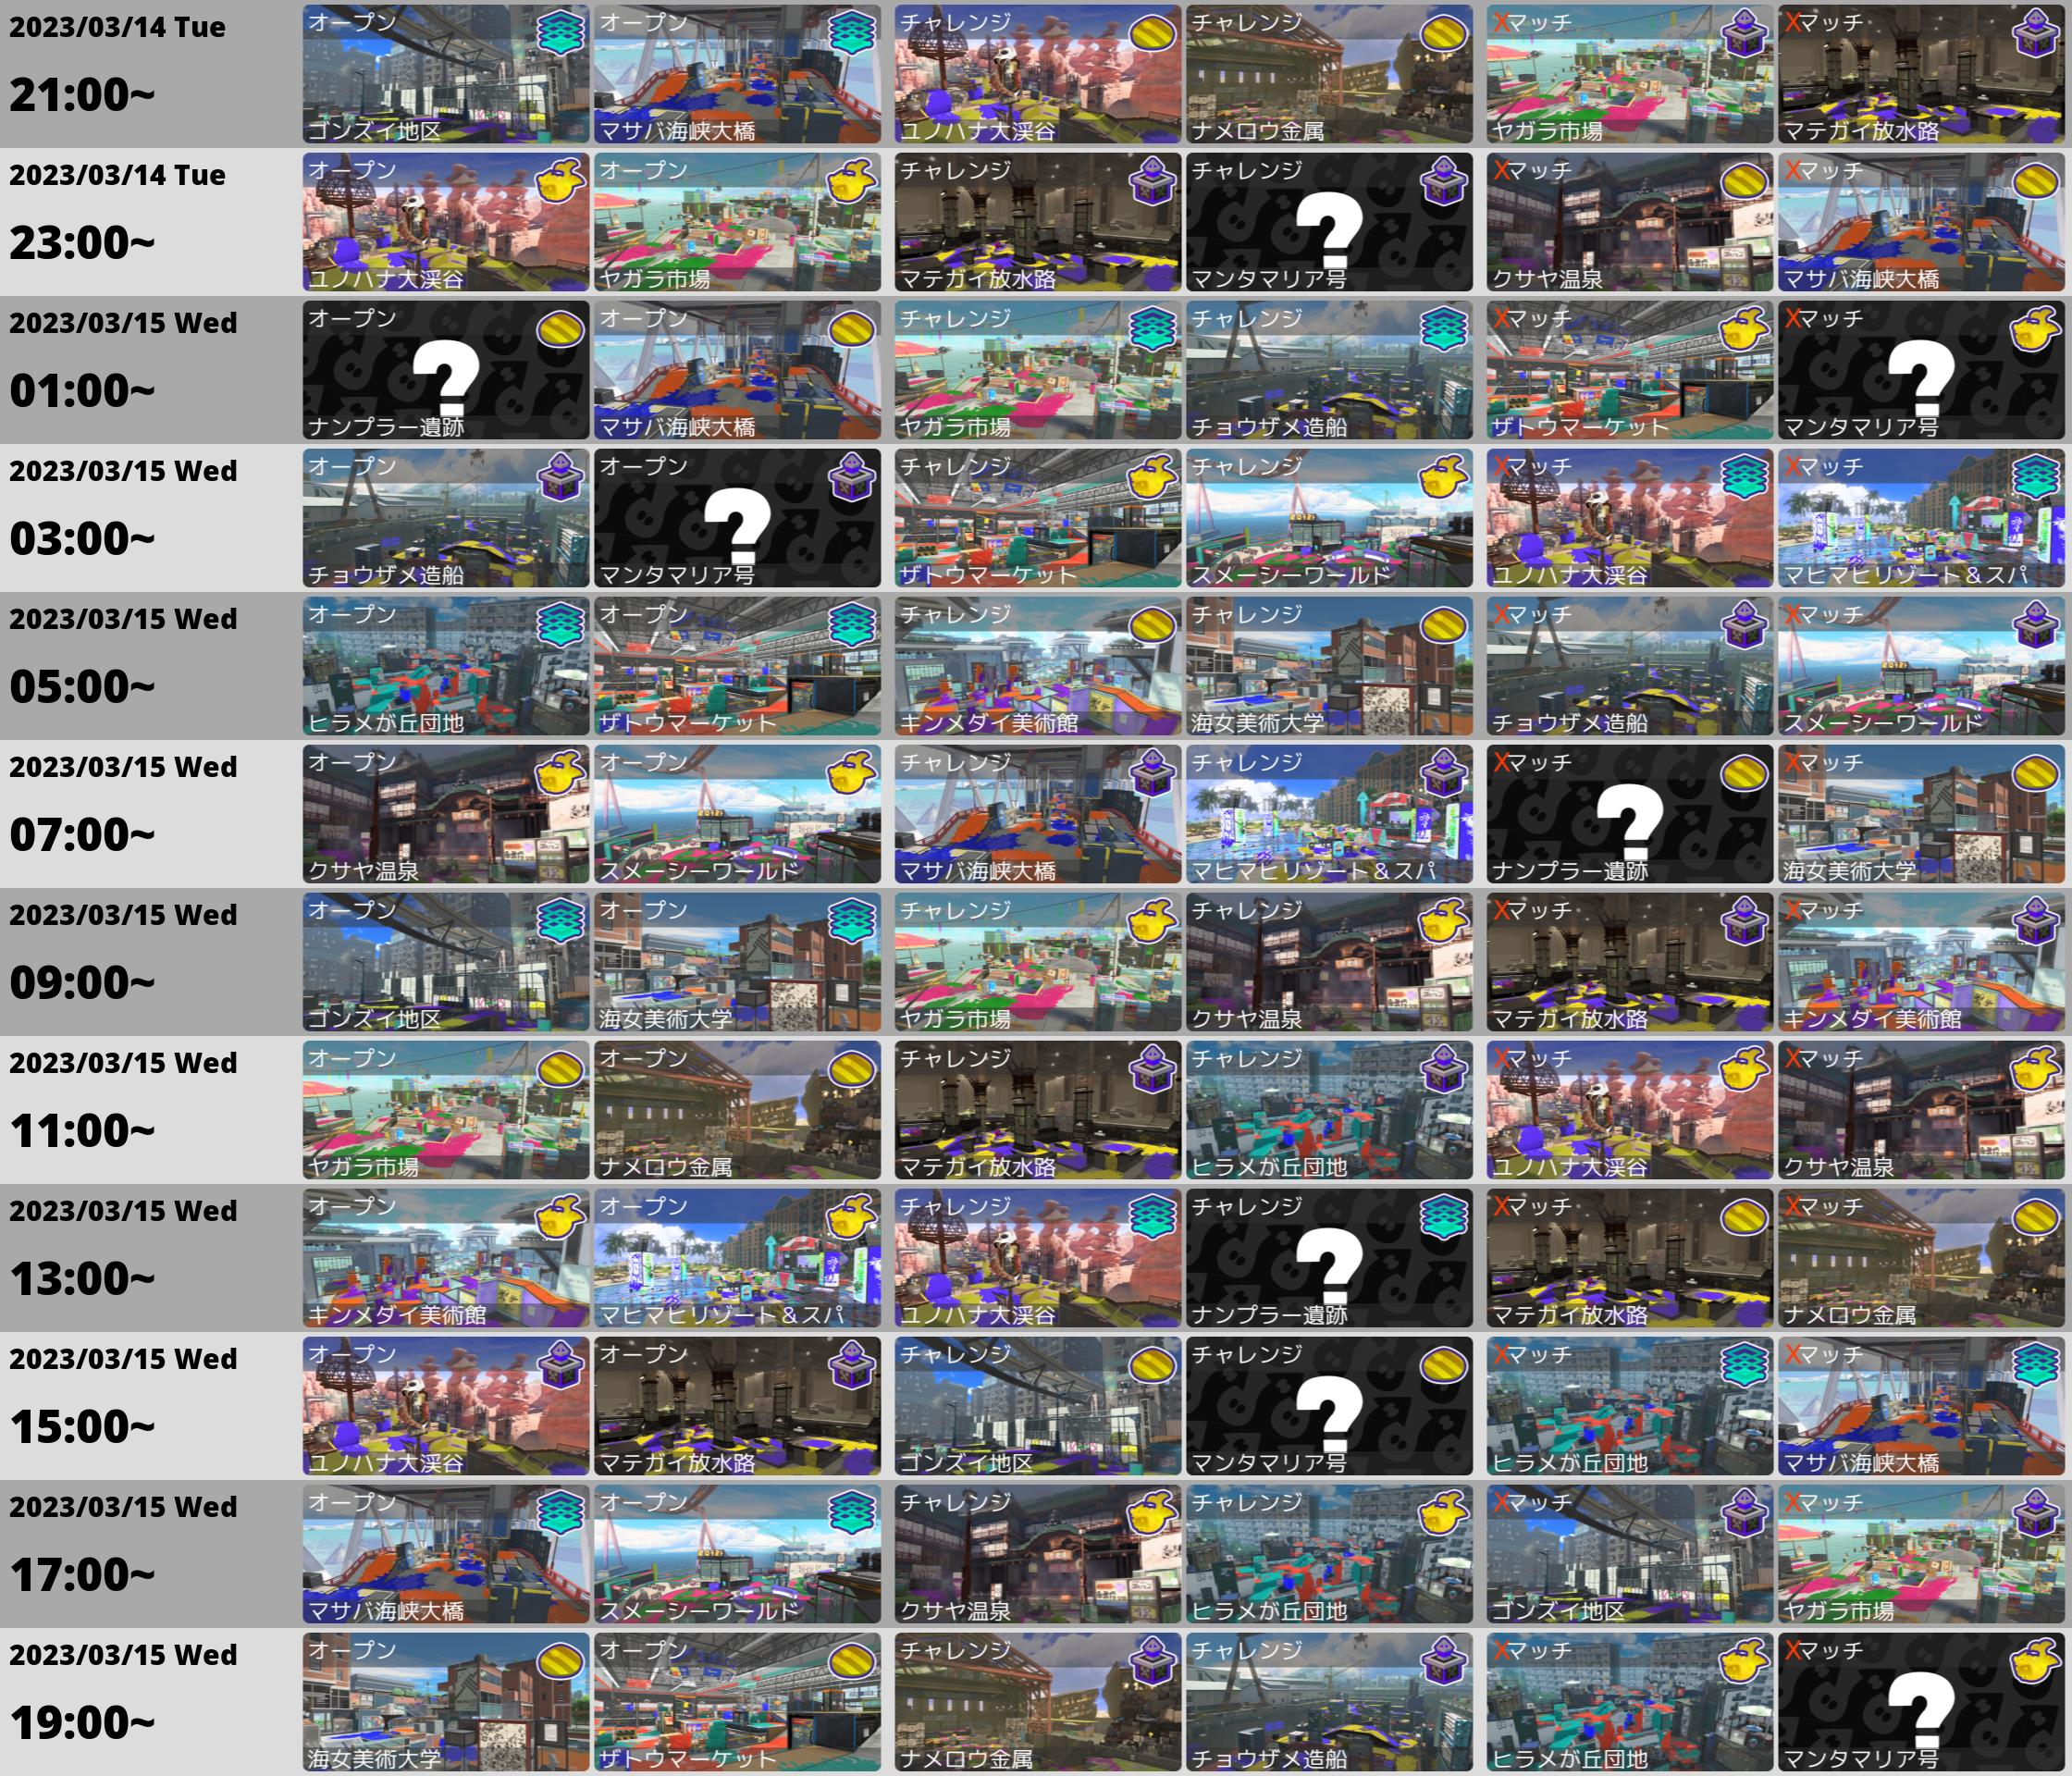 2023/03/14 Tue
21:00~
オープン
ゴンズイ地区
オープン
マサバ海峡大橋
チャレンジ
ユノハナ大渓谷
チャレンジ
ナメロウ金属
Xマッチ
ヤガラ市場
Xマッチ
マテガイ放水路
2023/03/14 Tue
23:00~
オープン
ユノハナ大渓谷
オープン
ヤガラ市場
チャレンジ
マテガイ放水路
チャレンジ
?
マンタマリア号
Xマッチ
クサヤ温泉
Xマッチ
マサバ海峡大橋
2023/03/15 Wed
01:00~
オープン
?
ナンプラー遺跡
オープン
マサバ海峡大橋
チャレンジ
ヤガラ市場
チャレンジ
チョウザメ造船
Xマッチ
ザトウマーケット
Xマッチ
?
マンタマリア号
2023/03/15 Wed
03:00~
オープン
チョウザメ造船
オープン
?
マンタマリア号
チャレンジ
ザトウマーケット
チャレンジ
スメーシーワールド
Xマッチ
ユノハナ大渓谷
Xマッチ
マヒマヒリゾート＆スパ
2023/03/15 Wed
05:00~
オープン
ヒラメが丘団地
オープン
ザトウマーケット
チャレンジ
キンメダイ美術館
チャレンジ
海女美術大学
Xマッチ
チョウザメ造船
Xマッチ
スメーシーワールド
2023/03/15 Wed
07:00~
オープン
クサヤ温泉
オープン
スメーシーワールド
チャレンジ
マサバ海峡大橋
チャレンジ
マヒマヒリゾート＆スパ
Xマッチ
?
ナンプラー遺跡
Xマッチ
海女美術大学
2023/03/15 Wed
09:00~
オープン
ゴンズイ地区
オープン
海女美術大学
チャレンジ
ヤガラ市場
チャレンジ
クサヤ温泉
Xマッチ
マテガイ放水路
Xマッチ
キンメダイ美術館
2023/03/15 Wed
11:00~
オープン
ヤガラ市場
オープン
ナメロウ金属
チャレンジ
マテガイ放水路
チャレンジ
ヒラメが丘団地
Xマッチ
ユノハナ大渓谷
Xマッチ
クサヤ温泉
2023/03/15 Wed
13:00~
オープン
キンメダイ美術館
オープン
マヒマヒリゾート＆スパ
チャレンジ
ユノハナ大渓谷
チャレンジ
?
ナンプラー遺跡
Xマッチ
マテガイ放水路
Xマッチ
ナメロウ金属
2023/03/15 Wed
15:00~
オープン
ユノハナ大渓谷
オープン
マテガイ放水路
チャレンジ
ゴンズイ地区
チャレンジ
?
マンタマリア号
Xマッチ
ヒラメが丘団地
Xマッチ
マサバ海峡大橋
2023/03/15 Wed
17:00~
オープン
マサバ海峡大橋
オープン
スメーシーワールド
チャレンジ
クサヤ温泉
チャレンジ
ヒラメが丘団地
Xマッチ
ゴンズイ地区
Xマッチ
ヤガラ市場
2023/03/15 Wed
19:00~
オープン
海女美術大学
オープン
ザトウマーケット
チャレンジ
ナメロウ金属
チャレンジ
チョウザメ造船
Xマッチ
ヒラメが丘団地
Xマッチ
?
マンタマリア号